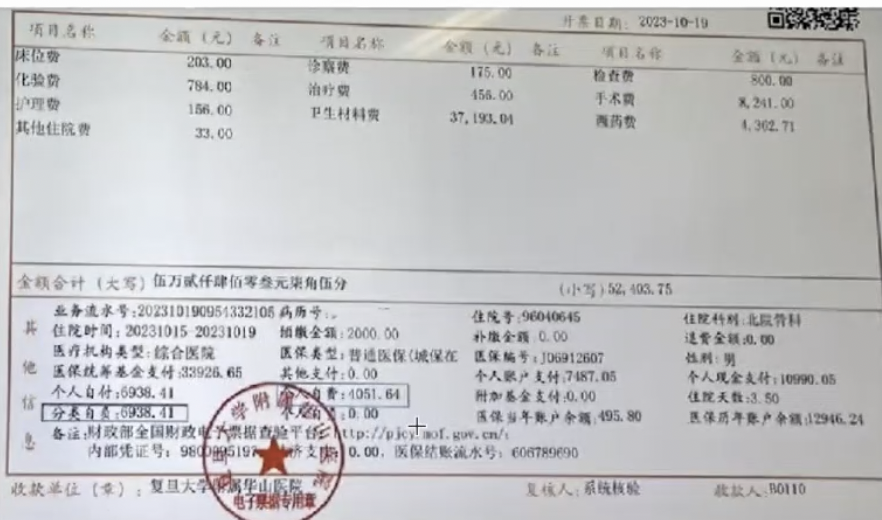 开票日期: 2023-10-19
项目名称 金额（元） 备注 项目名称 金额（元） 备注 项目名称 金额（元） 备注
床位费 203.00 诊察费 175.00 检查费 800.00
化验费 784.00 治疗费 456.00 手术费 8,241.00
护理费 156.00 卫生材料费 37,193.04 西药费 4,362.71
其他住院费 33.00
金额合计（大写）伍万贰仟肆佰零叁元柒角伍分 （小写）52,403.75
其他信息
业务流水号:202310190954332105 病历号: 住院号:96040645 住院科别:北院骨科
住院时间:20231015-20231019 预缴金额:2000.00 补缴金额:0.00 退费金额:0.00
医疗机构类型:综合医院 医保类型:普通医保(城保在 医保编号:J06912607 性别:男
医保统筹基金支付:33926.65 其他支付:0.00 个人账户支付:7487.05 个人现金支付:10990.05
个人自付:6938.41 个人自费:4051.64 附加基金支付:0.00 住院天数:3.50
分类自负:6938.41 :0.00 医保当年账户余额:495.80 医保历年账户余额:12946.24
备注:财政部全国财政电子票据查验平台:http://pjcy.mof.gov.cn/;
内部凭证号: 0.00, 医保结账流水号: 606789690
收款单位（章）: 复旦大学附属华山医院 复核人:系统核验 收款人:B0110
复旦大学附属华山医院
电子票据专用章